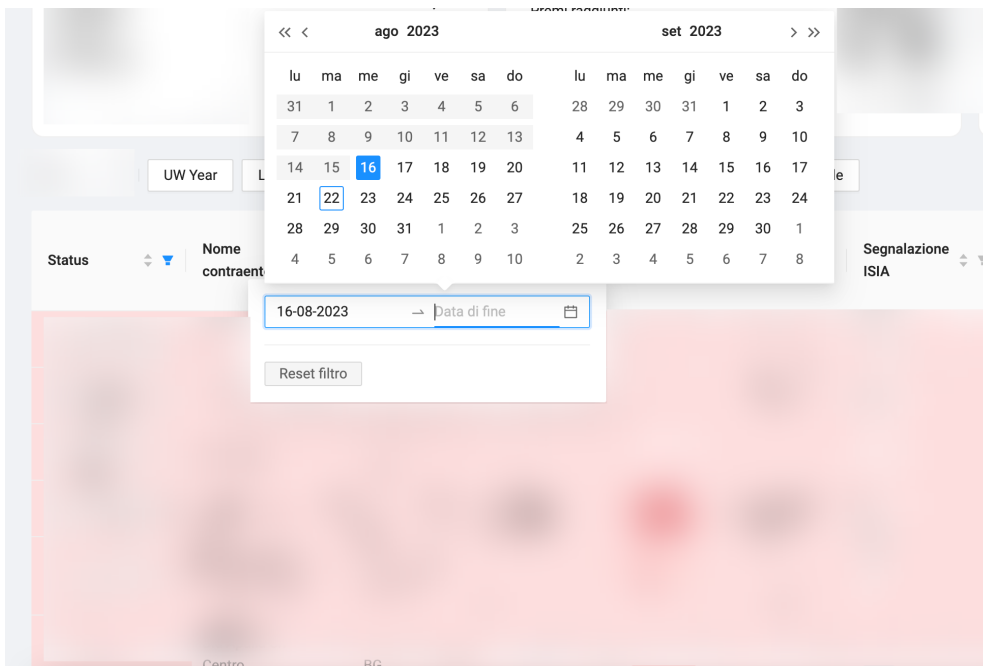 Premi raggiunti:
ago 2023
set 2023
lu ma me gi ve sa do
31 1 2 3 4 5 6
7 8 9 10 11 12 13
14 15 16 17 18 19 20
21 22 23 24 25 26 27
28 29 30 31 1 2 3
4 5 6 7 8 9 10
lu ma me gi ve sa do
28 29 30 31 1 2 3
4 5 6 7 8 9 10
11 12 13 14 15 16 17
18 19 20 21 22 23 24
25 26 27 28 29 30 1
2 3 4 5 6 7 8
UW Year
Status
Nome
contraent
Segnalazione
ISIA
16-08-2023 → Data di fine
Reset filtro
Centro
BG